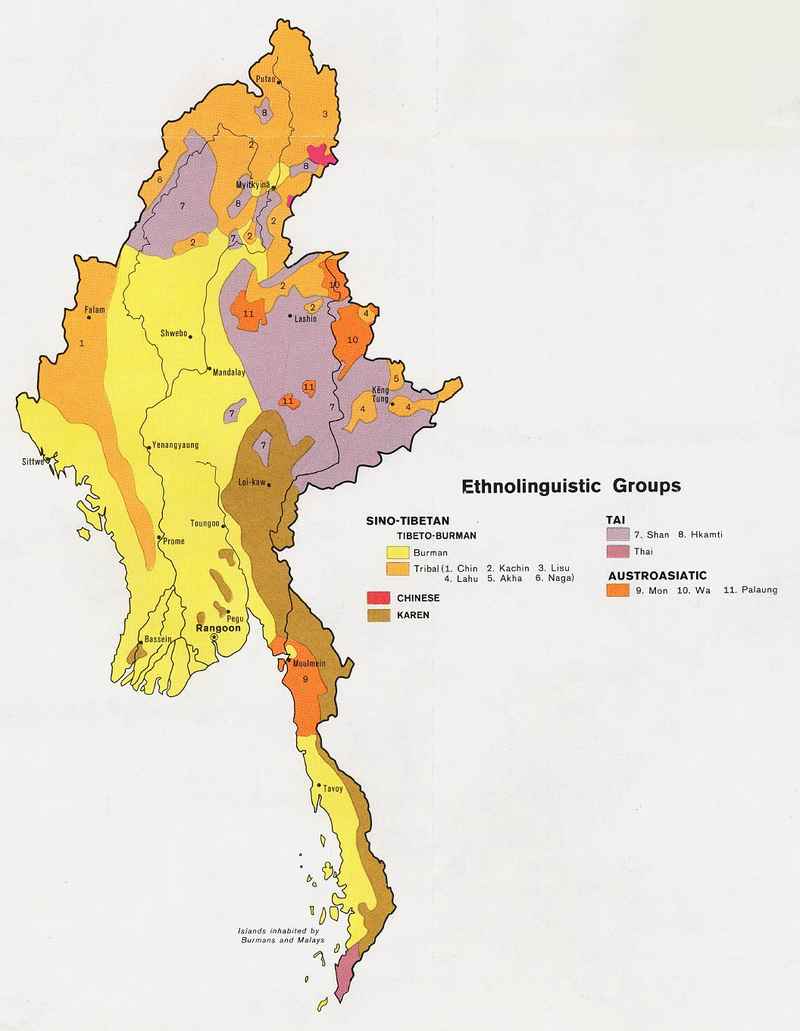 Putao
8
3
2
8
6
Myitkyina
7
8
2
7
2
2
2
10
11
2
4
Falam
Lashio
Shwebo
10
1
Mandalay
11
5
Kēng
Tung
11
7
4
4
7
Yenangyaung
7
Sittwe
Loi-kaw
Toungoo
Prome
Pegu
Rangoon
Bassein
Moulmein
9
Tavoy
Islands inhabited by
Burmans and Malays
Ethnolinguistic Groups
SINO-TIBETAN
TIBETO-BURMAN
Burman
Tribal (1. Chin 2. Kachin 3. Lisu
4. Lahu 5. Akha 6. Naga)
CHINESE
KAREN
TAI
7. Shan 8. Hkamti
Thai
AUSTROASIATIC
9. Mon 10. Wa 11. Palaung